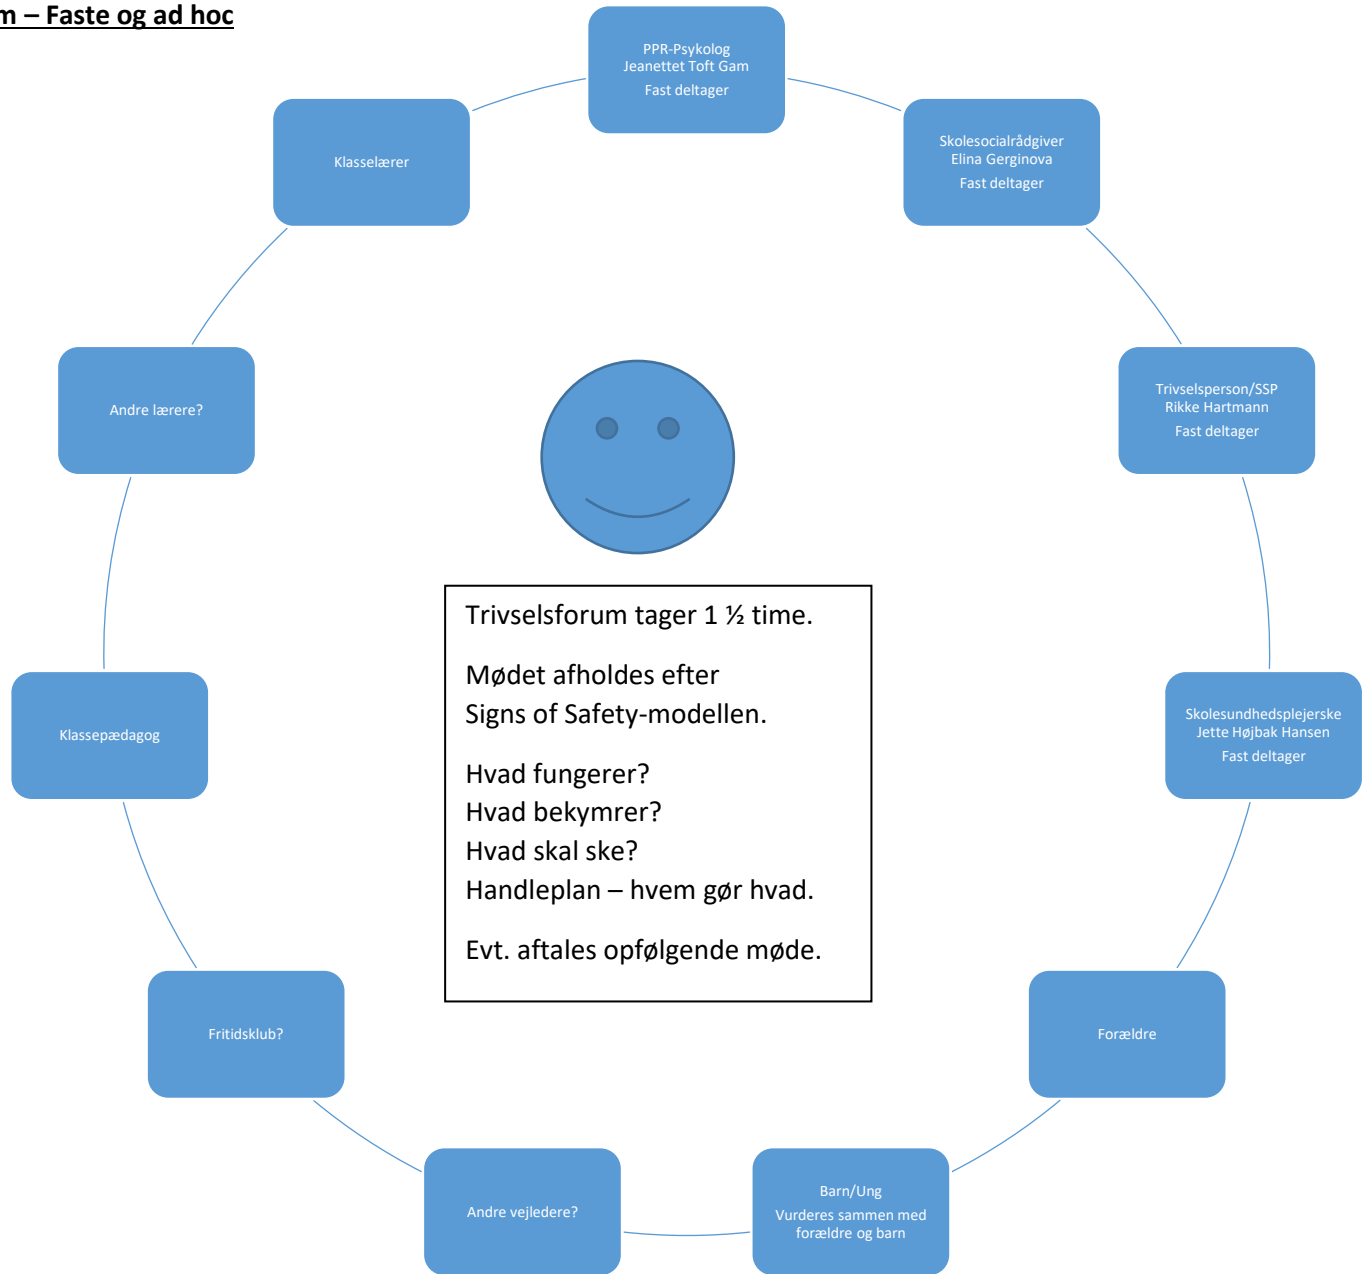 m – Faste og ad hoc
PPR-Psykolog
Jeanettet Toft Gam
Fast deltager
Skolesocialrådgiver
Elina Gerginova
Fast deltager
Trivselsperson/SSP
Rikke Hartmann
Fast deltager
Skolesundhedsplejerske
Jette Højbak Hansen
Fast deltager
Forældre
Barn/Ung
Vurderes sammen med
forældre og barn
Andre vejledere?
Fritidsklub?
Klassepædagog
Andre lærere?
Klasselærer
Trivselsforum tager 1 ½ time.
Mødet afholdes efter
Signs of Safety-modellen.
Hvad fungerer?
Hvad bekymrer?
Hvad skal ske?
Handleplan – hvem gør hvad.
Evt. aftales opfølgende møde.